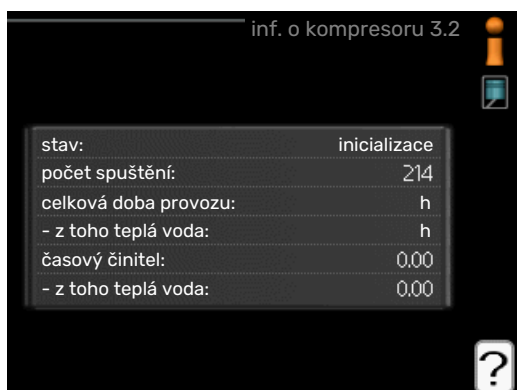 inf. o kompresoru 3.2
stav: inicializace
počet spuštění: 214
celková doba provozu: h
- z toho teplá voda: h
časový činitel: 0,00
- z toho teplá voda: 0,00
?